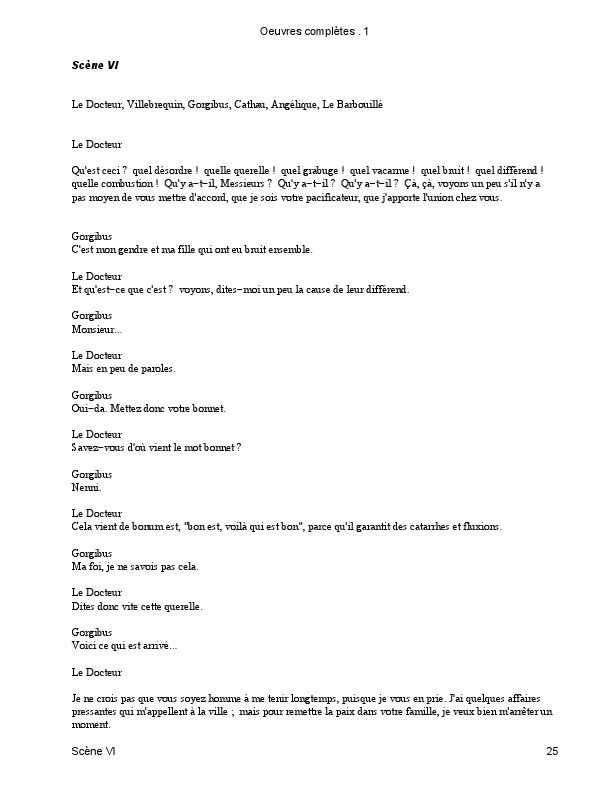 Oeuvres complètes . 1
Scène VI
Le Docteur, Villebrequin, Gorgibus, Cathau, Angélique, Le Barbouillé
Le Docteur
Qu'est ceci ? quel désordre ! quelle querelle ! quel grabuge ! quel vacarme ! quel bruit ! quel différend !
quelle combustion ! Qu'y a−t−il, Messieurs ? Qu'y a−t−il ? Qu'y a−t−il ? Çà, çà, voyons un peu s'il n'y a
pas moyen de vous mettre d'accord, que je sois votre pacificateur, que j'apporte l'union chez vous.
Gorgibus
C'est mon gendre et ma fille qui ont eu bruit ensemble.
Le Docteur
Et qu'est−ce que c'est ? voyons, dites−moi un peu la cause de leur différend.
Gorgibus
Monsieur...
Le Docteur
Mais en peu de paroles.
Gorgibus
Oui−da. Mettez donc votre bonnet.
Le Docteur
Savez−vous d'où vient le mot bonnet ?
Gorgibus
Nenni.
Le Docteur
Cela vient de bonum est, "bon est, voilà qui est bon", parce qu'il garantit des catarrhes et fluxions.
Gorgibus
Ma foi, je ne savois pas cela.
Le Docteur
Dites donc vite cette querelle.
Gorgibus
Voici ce qui est arrivé...
Le Docteur
Je ne crois pas que vous soyez homme à me tenir longtemps, puisque je vous en prie. J'ai quelques affaires
pressantes qui m'appellent à la ville ; mais pour remettre la paix dans votre famille, je veux bien m'arrêter un
moment.
Scène VI 25